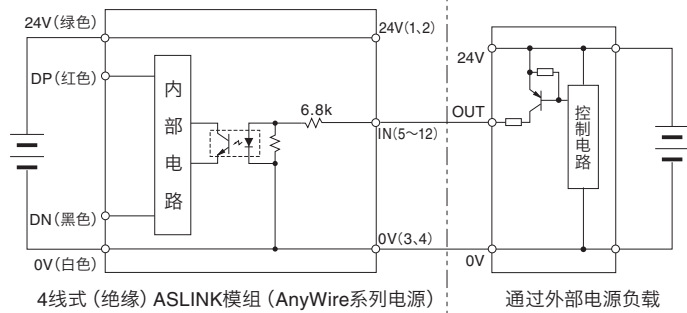 24V(绿色)
24V(1、2)
24V
DP(红色)
内部电路
6.8k
OUT
IN(5～12)
控制电路
DN(黑色)
0V(3、4)
0V(白色)
0V
4线式（绝缘）ASLINK模组（AnyWire系列电源）
通过外部电源负载